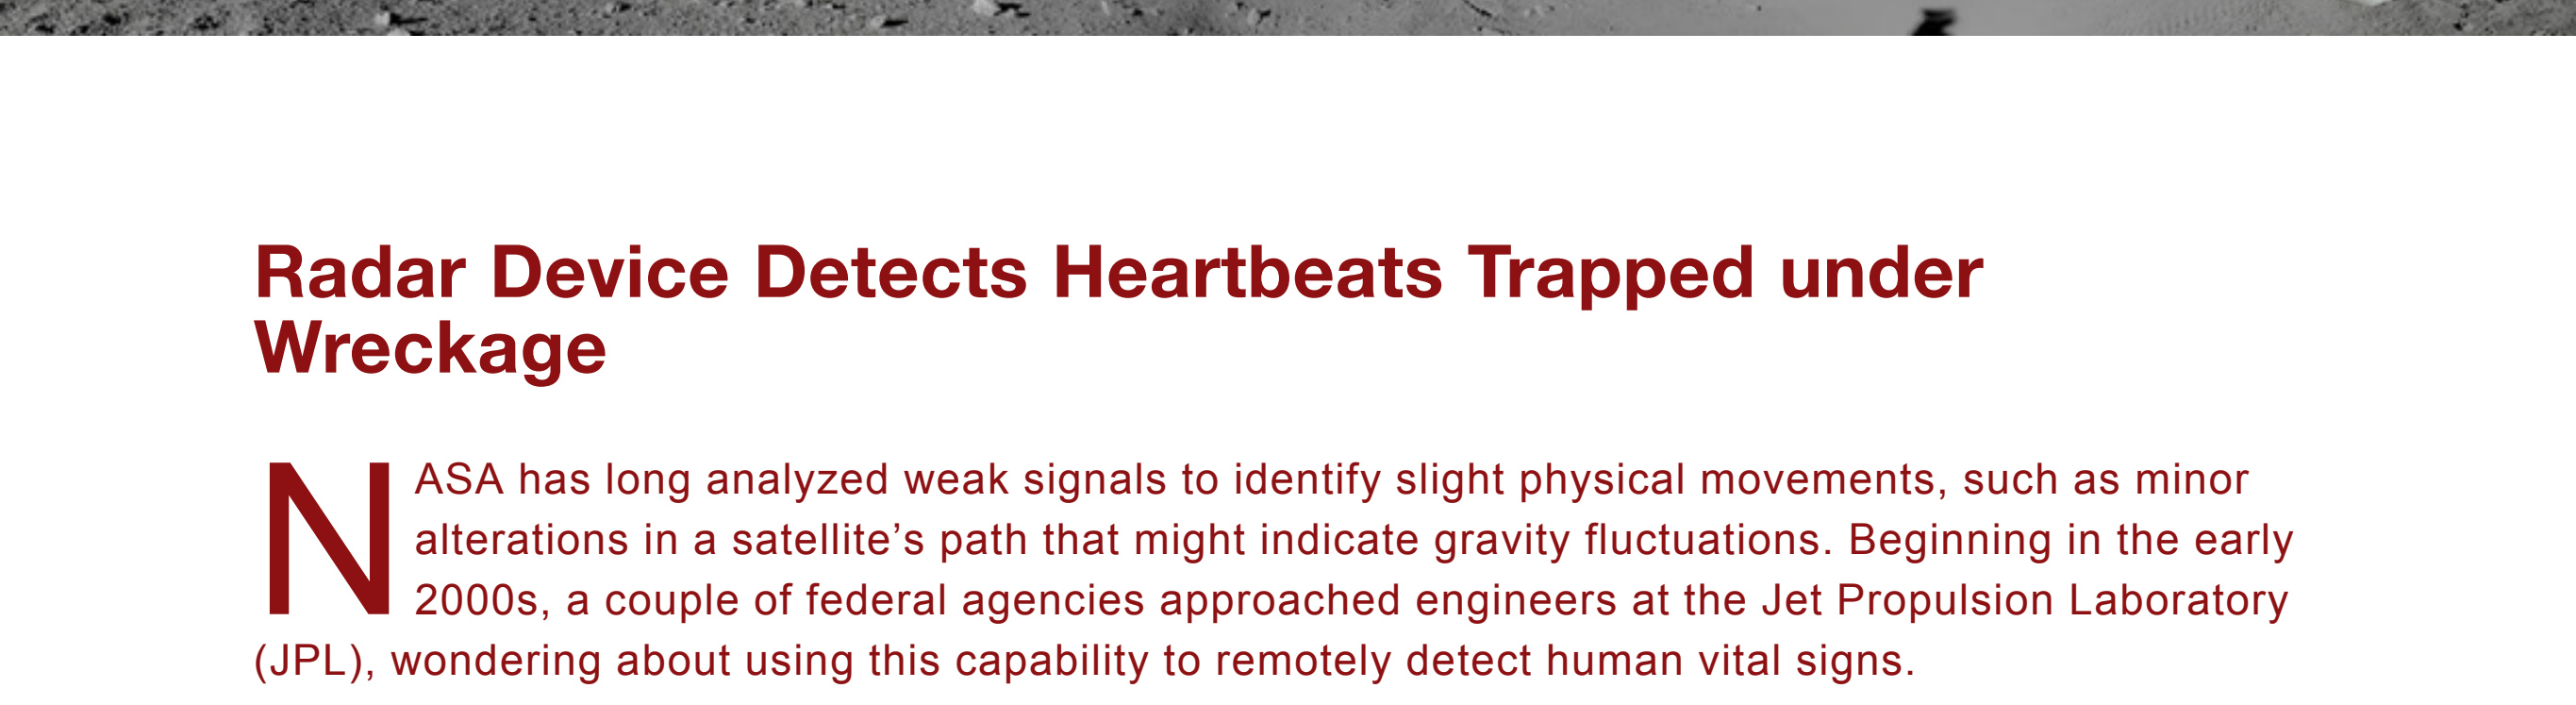 Radar Device Detects Heartbeats Trapped under
Wreckage
NASA has long analyzed weak signals to identify slight physical movements, such as minor
alterations in a satellite’s path that might indicate gravity fluctuations. Beginning in the early
2000s, a couple of federal agencies approached engineers at the Jet Propulsion Laboratory
(JPL), wondering about using this capability to remotely detect human vital signs.